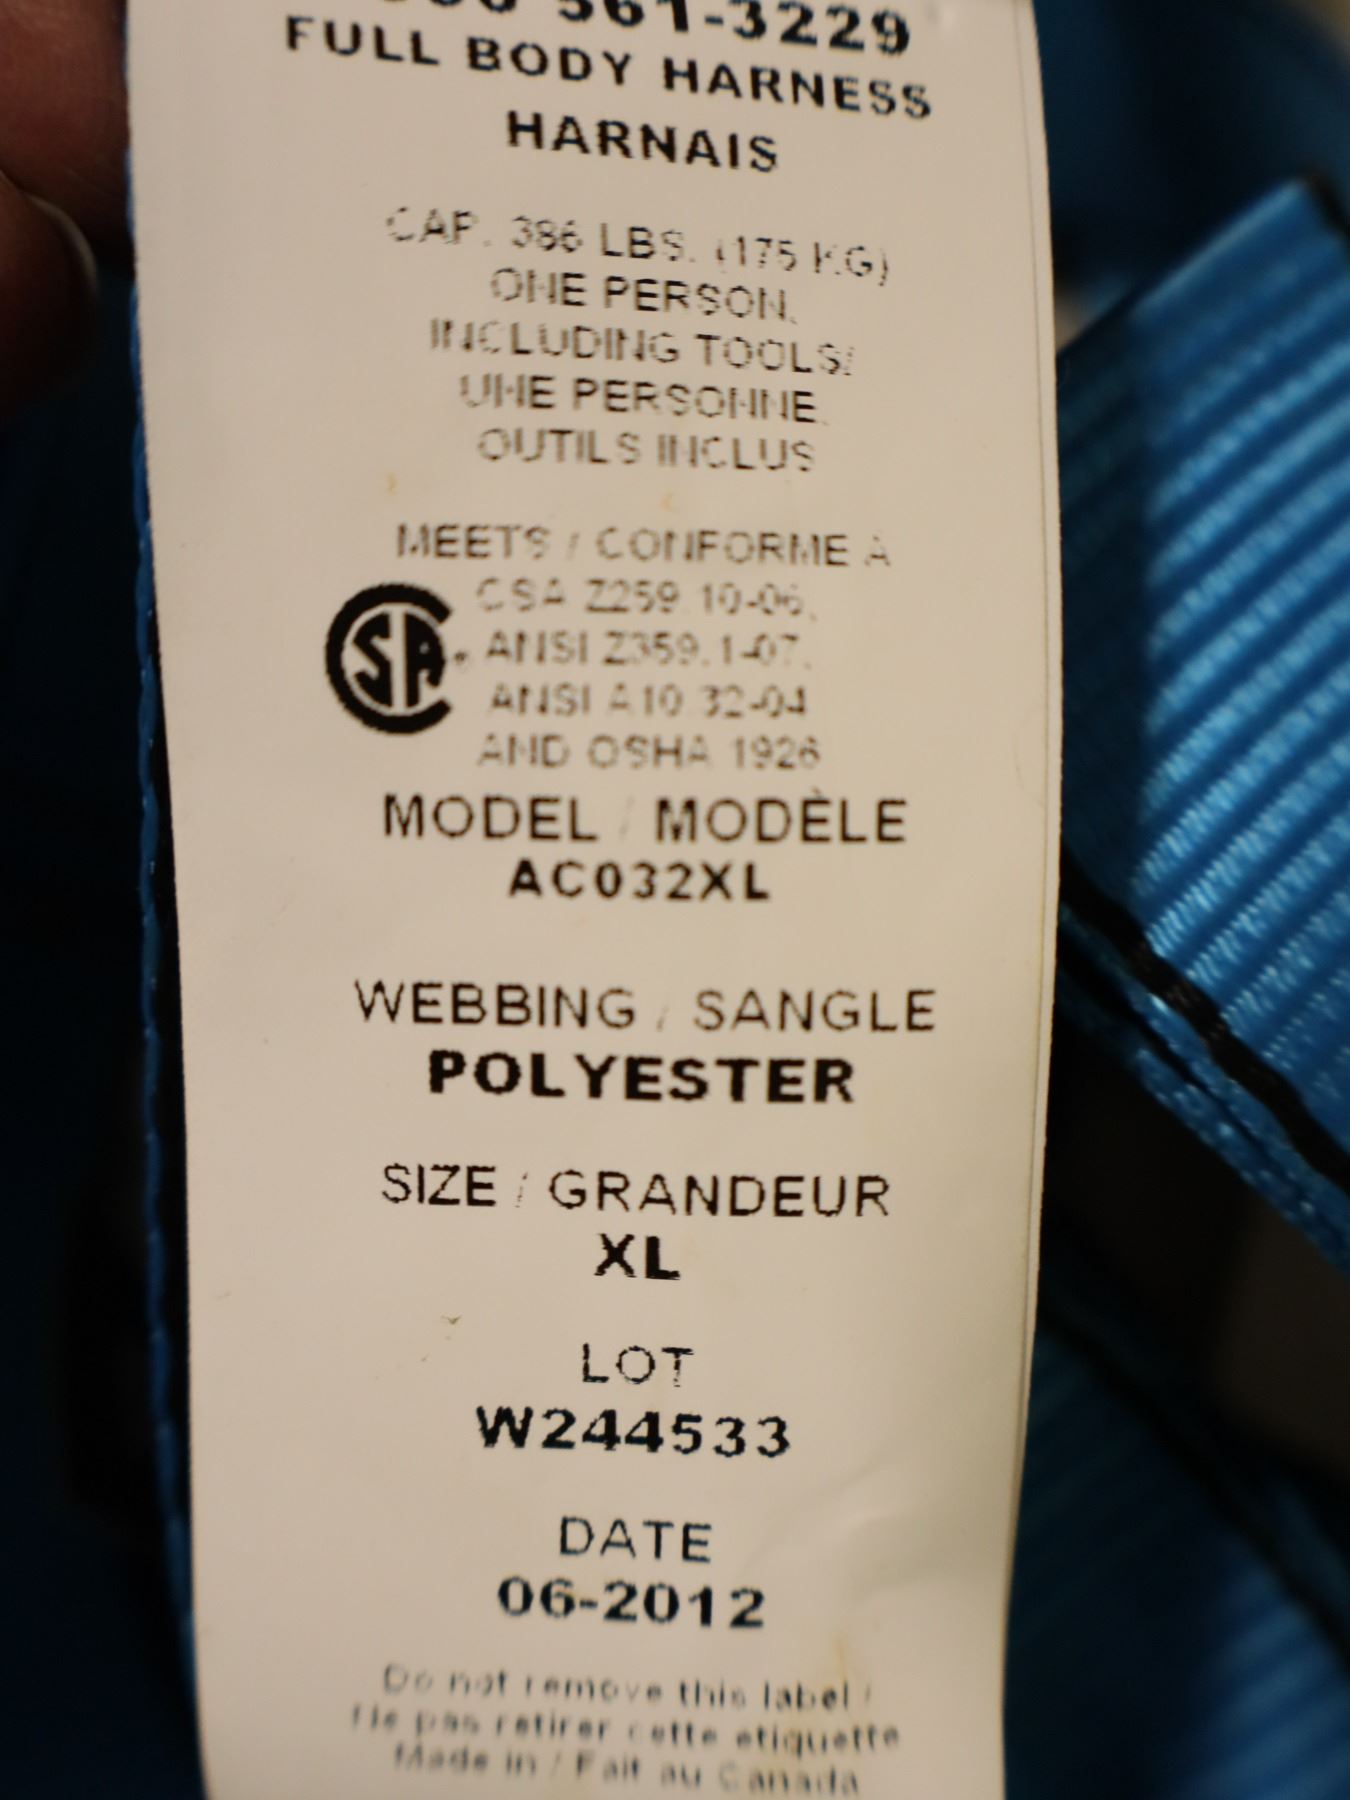 561-3229
FULL BODY HARNESS
HARNAIS
CAP. 386 LBS. (175 KG)
ONE PERSON,
INCLUDING TOOLS/
UNE PERSONNE,
OUTILS INCLUS
MEETS / CONFORME À
CSA Z259.10-06,
ANSI Z359.1-07,
ANSI A10.32-04
AND OSHA 1926
MODEL / MODÈLE
AC032XL
WEBBING / SANGLE
POLYESTER
SIZE / GRANDEUR
XL
LOT
W244533
DATE
06-2012
Do not remove this label /
Ne pas retirer cette etiquette
Made in / Fait au Canada